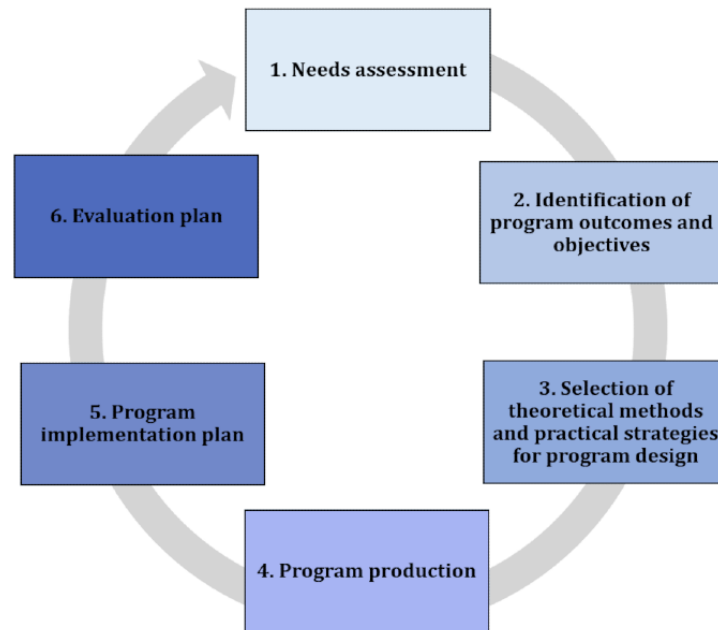 1. Needs assessment
2. Identification of
program outcomes and
objectives
3. Selection of
theoretical methods
and practical strategies
for program design
4. Program production
5. Program
implementation plan
6. Evaluation plan